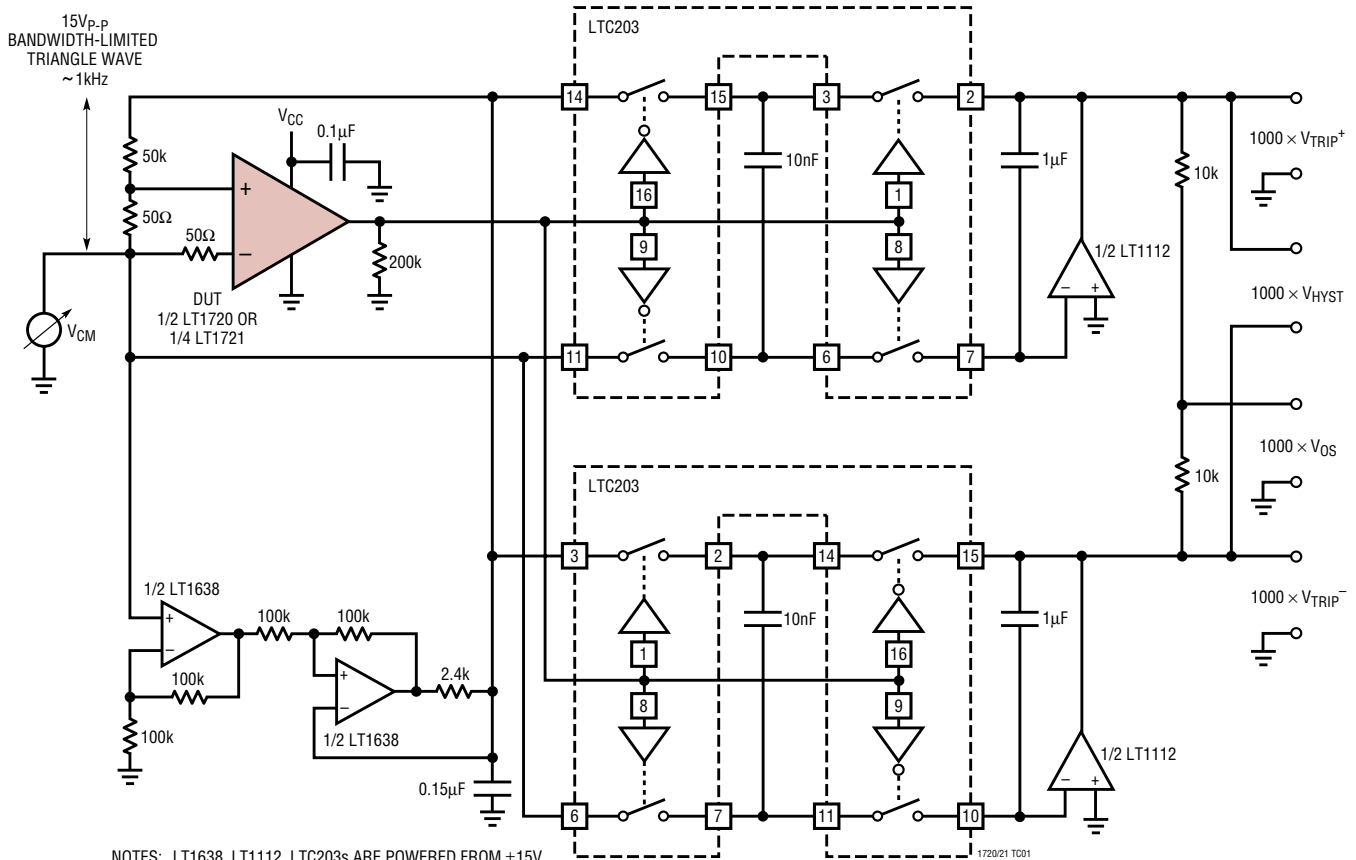 15VP-P
BANDWIDTH-LIMITED
TRIANGLE WAVE
~1kHz
LTC203
14
15
3
2
VCC
0.1µF
50k
+
10nF
1µF
10k
1000 × VTRIP+
16
1
50Ω
50Ω
−
9
8
200k
1/2 LT1112
− +
DUT
1/2 LT1720 OR
1/4 LT1721
1000 × VHYST
VCM
11
10
6
7
10k
1000 × VOS
LTC203
3
2
14
15
1/2 LT1638
+
−
100k
100k
10nF
1µF
1000 × VTRIP−
1
16
100k
+
−
2.4k
8
9
100k
1/2 LT1638
1/2 LT1112
− +
0.15µF
6
7
11
10
NOTES: LT1638, LT1112, LTC203s ARE POWERED FROM ±15V.
1720/21 TC01